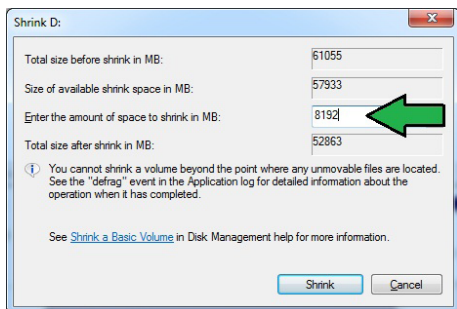 Shrink D:
Total size before shrink in MB: 61055
Size of available shrink space in MB: 57933
Enter the amount of space to shrink in MB: 8192
Total size after shrink in MB: 52863
You cannot shrink a volume beyond the point where any unmovable files are located.
See the "defrag" event in the Application log for detailed information about the
operation when it has completed.
See Shrink a Basic Volume in Disk Management help for more information.
Shrink Cancel